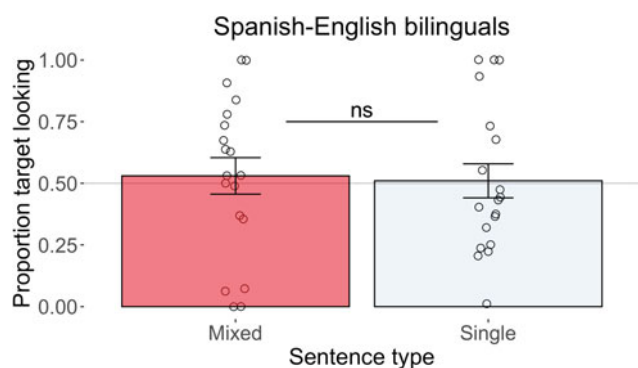 Spanish-English bilinguals
Proportion target looking
1.00
0.75
0.50
0.25
0.00
ns
Mixed
Single
Sentence type